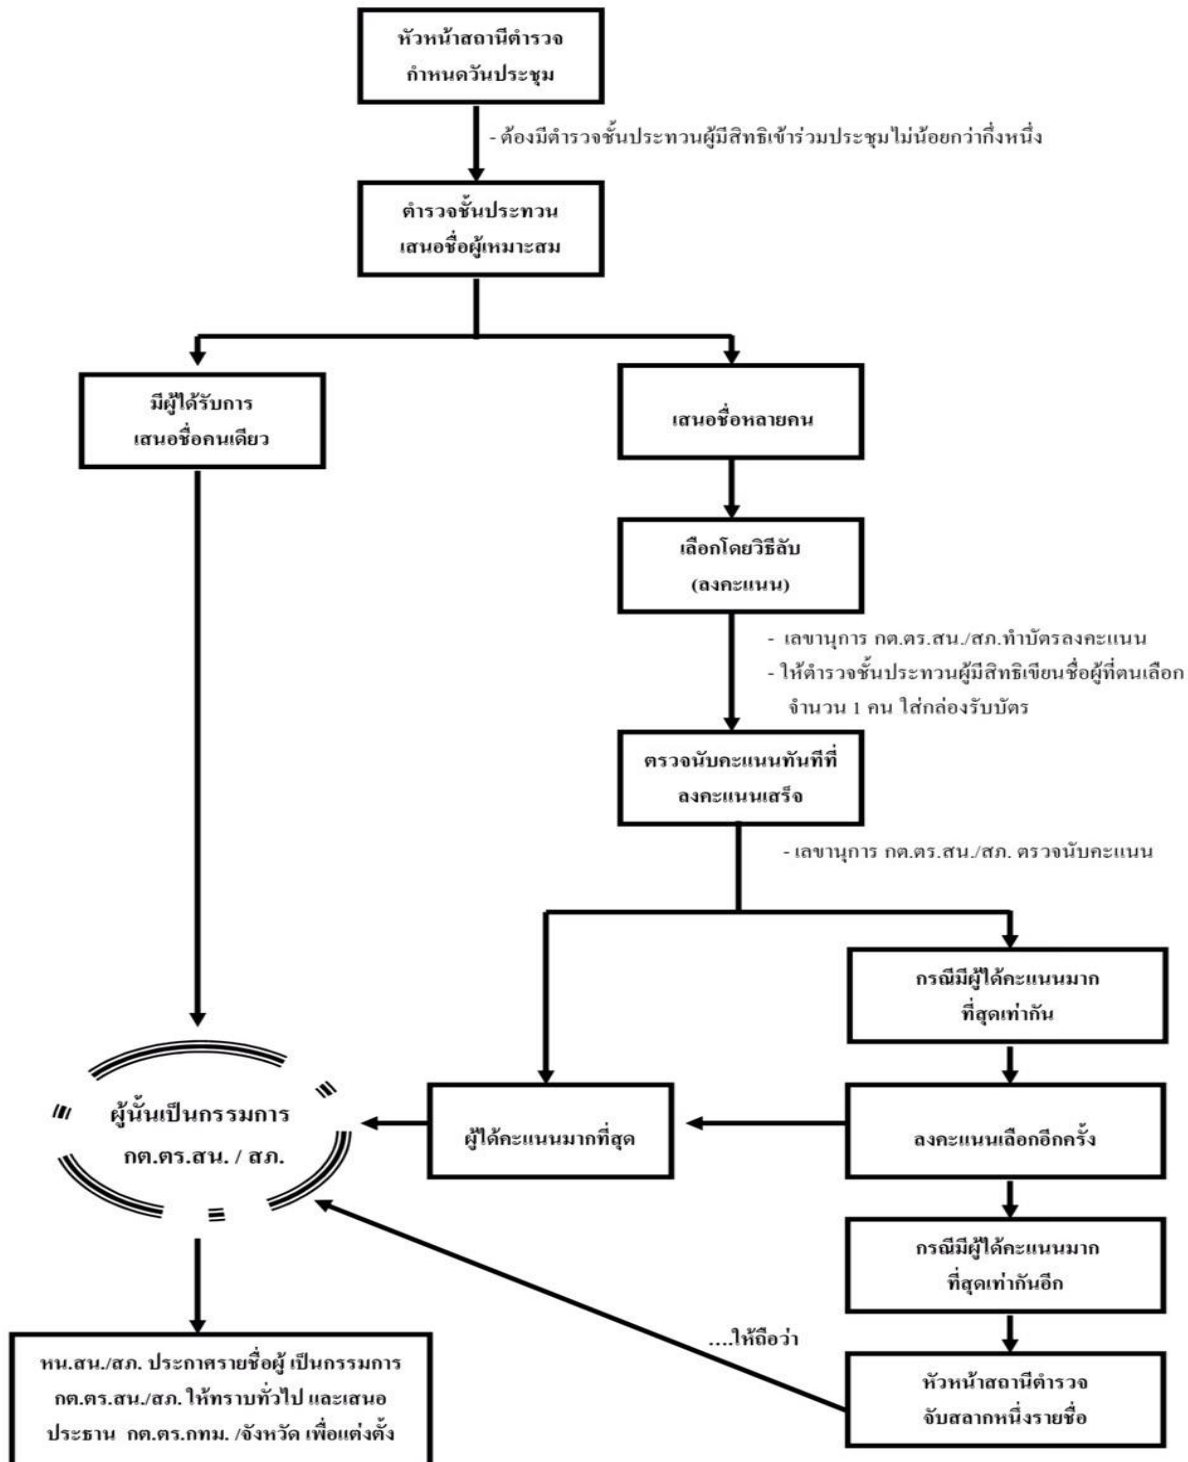 หัวหน้าสถานีตำรวจ
กำหนดวันประชุม
- ต้องมีตำรวจชั้นประทวนผู้มีสิทธิเข้าร่วมประชุมไม่น้อยกว่ากึ่งหนึ่ง
ตำรวจชั้นประทวน
เสนอชื่อผู้เหมาะสม
มีผู้ได้รับการ
เสนอชื่อคนเดียว
เสนอชื่อหลายคน
เลือกโดยวิธีลับ
(ลงคะแนน)
- เลขานุการ กต.ตร.สน./สภ.ทำบัตรลงคะแนน
- ให้ตำรวจชั้นประทวนผู้มีสิทธิเขียนชื่อผู้ที่ตนเลือก
จำนวน 1 คน ใส่กล่องรับบัตร
ตรวจนับคะแนนทันทีที่
ลงคะแนนเสร็จ
- เลขานุการ กต.ตร.สน./สภ. ตรวจนับคะแนน
กรณีมีผู้ได้คะแนนมาก
ที่สุดเท่ากัน
ผู้นั้นเป็นกรรมการ
กต.ตร.สน. / สภ.
ผู้ได้คะแนนมากที่สุด
ลงคะแนนเลือกอีกครั้ง
กรณีมีผู้ได้คะแนนมาก
ที่สุดเท่ากันอีก
....ให้ถือว่า
หัวหน้าสถานีตำรวจ
จับสลากหนึ่งรายชื่อ
หน.สน./สภ. ประกาศรายชื่อผู้ เป็นกรรมการ
กต.ตร.สน./สภ. ให้ทราบทั่วไป และเสนอ
ประธาน กต.ตร.กทม. /จังหวัด เพื่อแต่งตั้ง